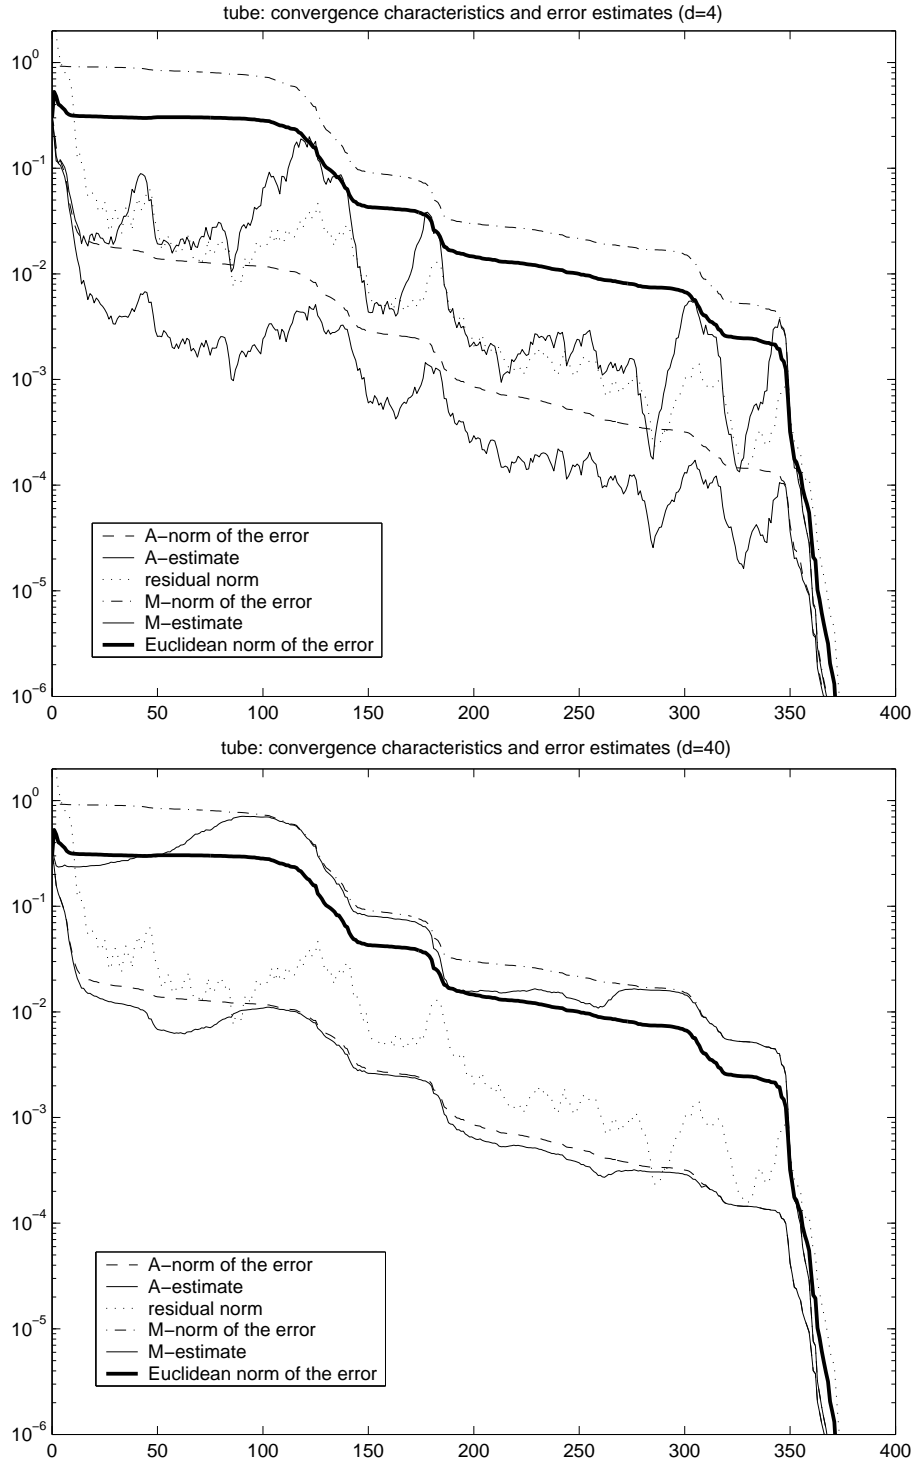 tube: convergence characteristics and error estimates (d=4)
10^0
10^-1
10^-2
10^-3
10^-4
10^-5
10^-6
A−norm of the error
A−estimate
residual norm
M−norm of the error
M−estimate
Euclidean norm of the error
0 50 100 150 200 250 300 350 400
tube: convergence characteristics and error estimates (d=40)
10^0
10^-1
10^-2
10^-3
10^-4
10^-5
10^-6
A−norm of the error
A−estimate
residual norm
M−norm of the error
M−estimate
Euclidean norm of the error
0 50 100 150 200 250 300 350 400